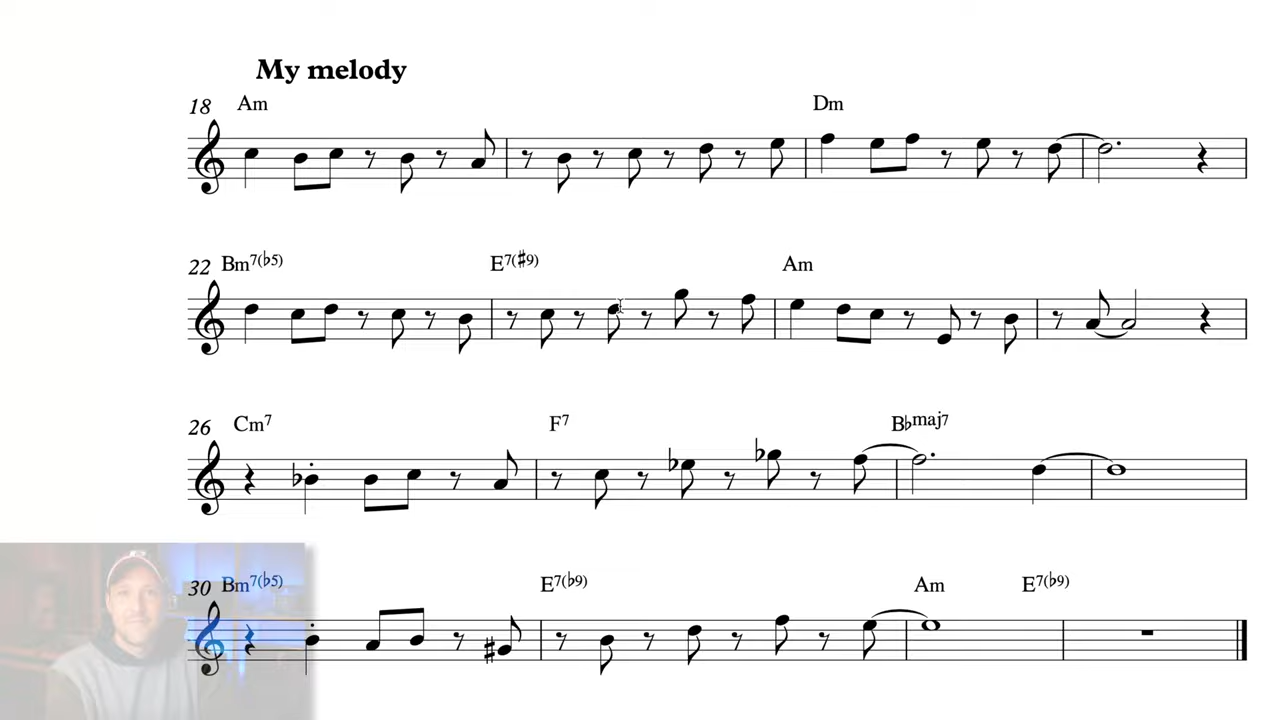 My melody
18 Am Dm
22 Bm7(♭5) E7(♯9) Am
26 Cm7 F7 B♭maj7
30 Bm7(♭5) E7(♭9) Am E7(♭9)